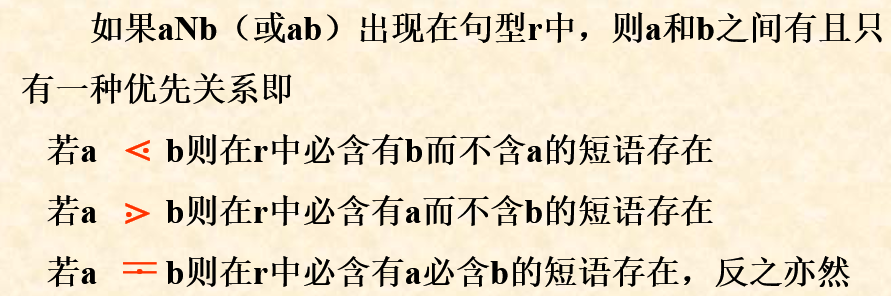 如果aNb（或ab）出现在句型r中，则a和b之间有且只
有一种优先关系即
若a ⋖ b则在r中必含有b而不含a的短语存在
若a ⋗ b则在r中必含有a而不含b的短语存在
若a ≖ b则在r中必含有a必含b的短语存在，反之亦然